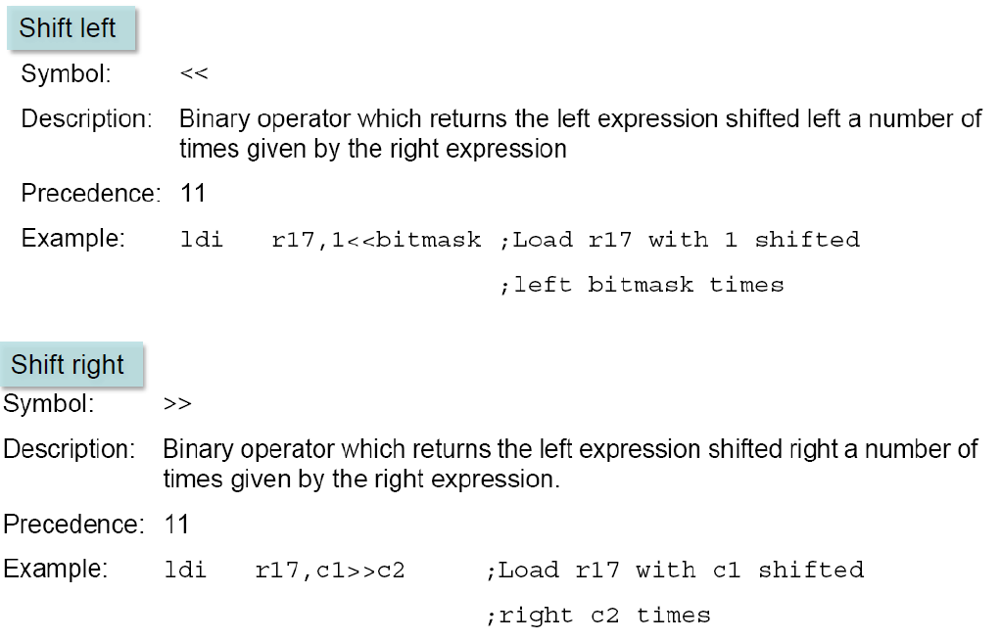 Shift left
Symbol: <<
Description: Binary operator which returns the left expression shifted left a number of
times given by the right expression
Precedence: 11
Example: ldi r17,1<<bitmask ;Load r17 with 1 shifted
;left bitmask times
Shift right
Symbol: >>
Description: Binary operator which returns the left expression shifted right a number of
times given by the right expression.
Precedence: 11
Example: ldi r17,c1>>c2 ;Load r17 with c1 shifted
;right c2 times